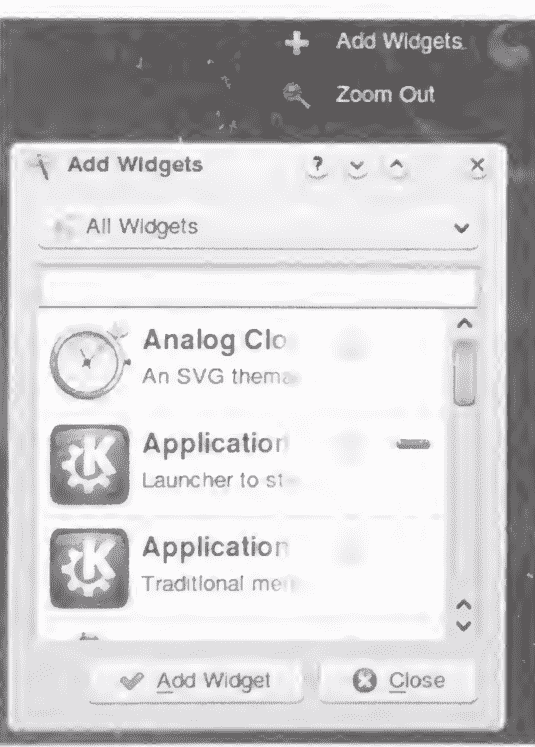 Add Widgets
Zoom Out
Add Widgets
?
All Widgets
Analog Clo
An SVG thema
Application
Launcher to st
Application
Traditional me
Add Widget
Close